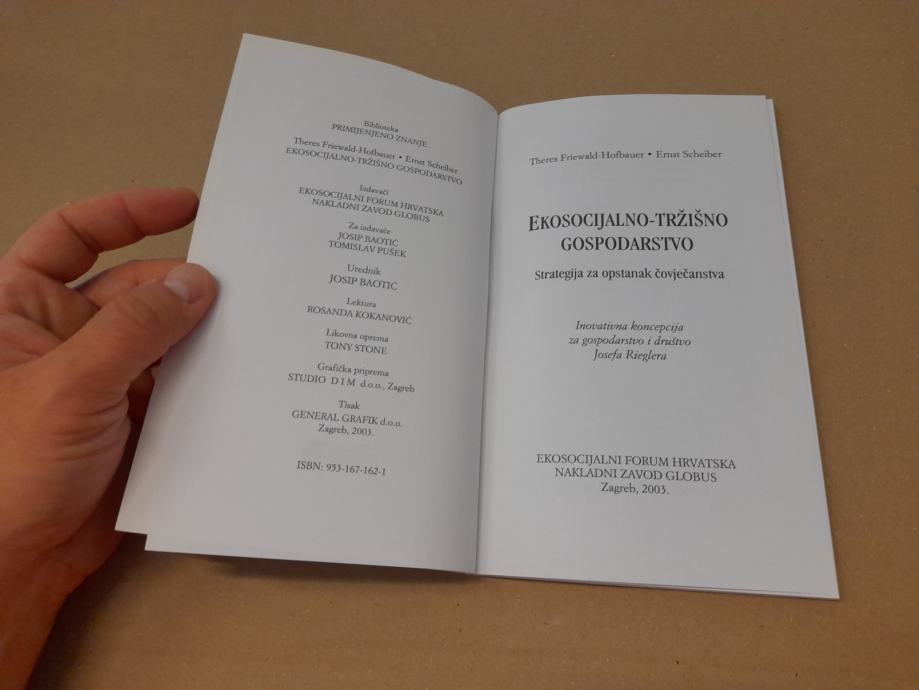 Biblioteka
PRIMIJENJENO ZNANJE
Theres Friewald-Hofbauer • Ernst Scheiber
EKOSOCIJALNO-TRŽIŠNO GOSPODARSTVO
Izdavači
EKOSOCIJALNI FORUM HRVATSKA
NAKLADNI ZAVOD GLOBUS
Za izdavače
JOSIP BAOTIĆ
TOMISLAV PUŠEK
Urednik
JOSIP BAOTIĆ
Lektura
ROSANDA KOKANOVIĆ
Likovna oprema
TONY STONE
Grafička priprema
STUDIO D I M d.o.o., Zagreb
Tisak
GENERAL GRAFIK d.o.o.
Zagreb, 2003.
ISBN: 953-167-162-1
Theres Friewald-Hofbauer • Ernst Scheiber
EKOSOCIJALNO-TRŽIŠNO
GOSPODARSTVO
Strategija za opstanak čovječanstva
Inovativna koncepcija
za gospodarstvo i društvo
Josefa Rieglera
EKOSOCIJALNI FORUM HRVATSKA
NAKLADNI ZAVOD GLOBUS
Zagreb, 2003.